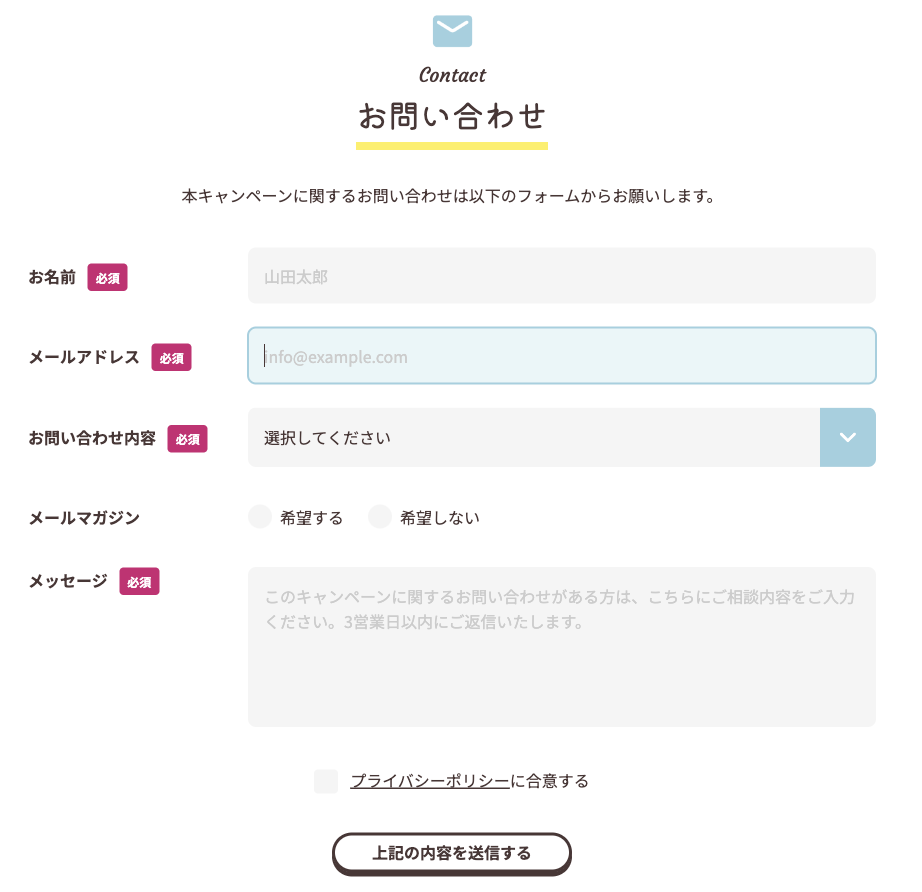 Contact
お問い合わせ
本キャンペーンに関するお問い合わせは以下のフォームからお願いします。
お名前 必須 山田太郎
メールアドレス 必須 info@example.com
お問い合わせ内容 必須 選択してください
メールマガジン 希望する 希望しない
メッセージ 必須
このキャンペーンに関するお問い合わせがある方は、こちらにご相談内容をご入力
ください。3営業日以内にご返信いたします。
プライバシーポリシーに合意する
上記の内容を送信する